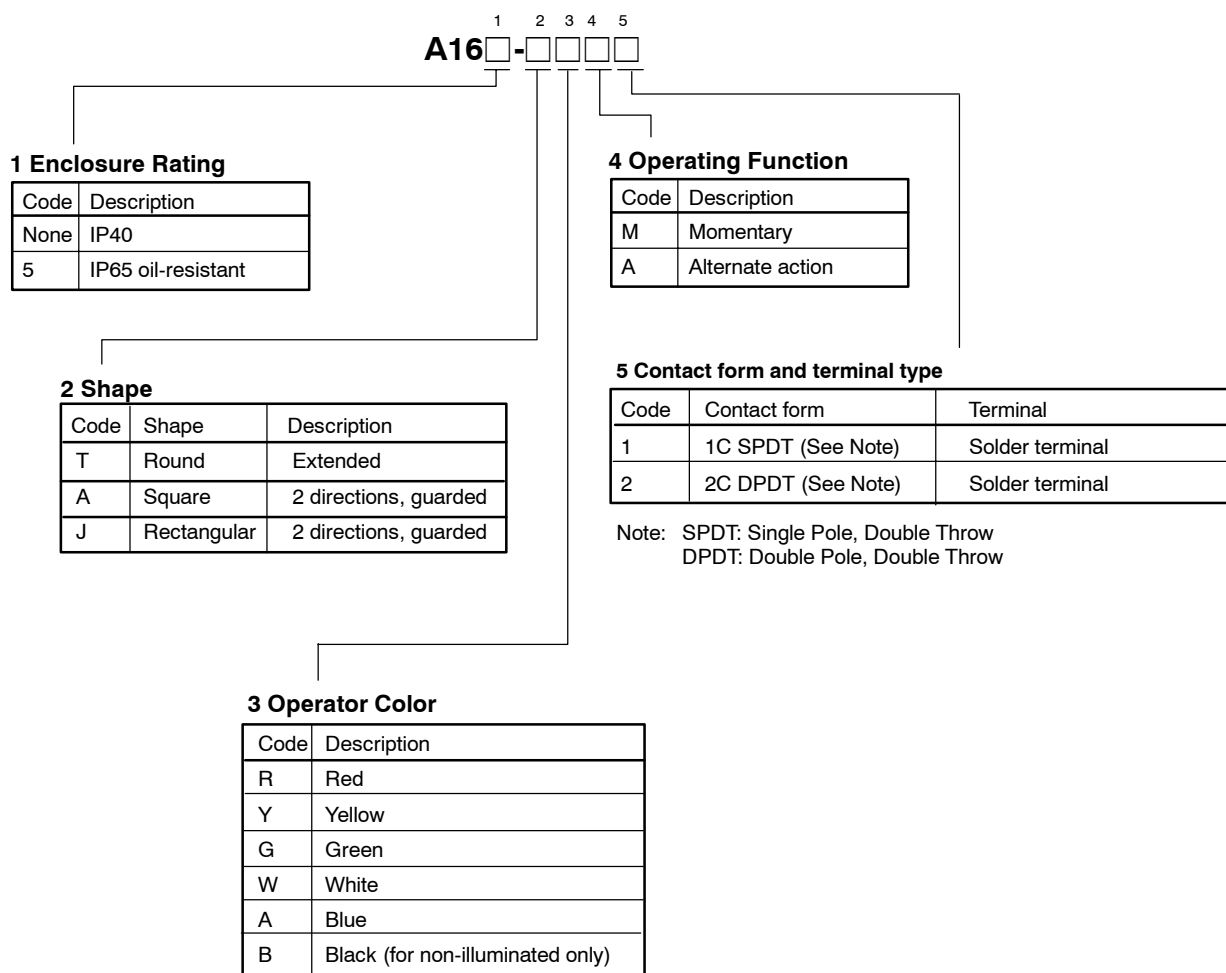 1 2 3 4 5
A16□-□□□□
1 Enclosure Rating
Code Description
None IP40
5 IP65 oil-resistant
4 Operating Function
Code Description
M Momentary
A Alternate action
2 Shape
Code Shape Description
T Round Extended
A Square 2 directions, guarded
J Rectangular 2 directions, guarded
5 Contact form and terminal type
Code Contact form Terminal
1 1C SPDT (See Note) Solder terminal
2 2C DPDT (See Note) Solder terminal
Note: SPDT: Single Pole, Double Throw
DPDT: Double Pole, Double Throw
3 Operator Color
Code Description
R Red
Y Yellow
G Green
W White
A Blue
B Black (for non-illuminated only)